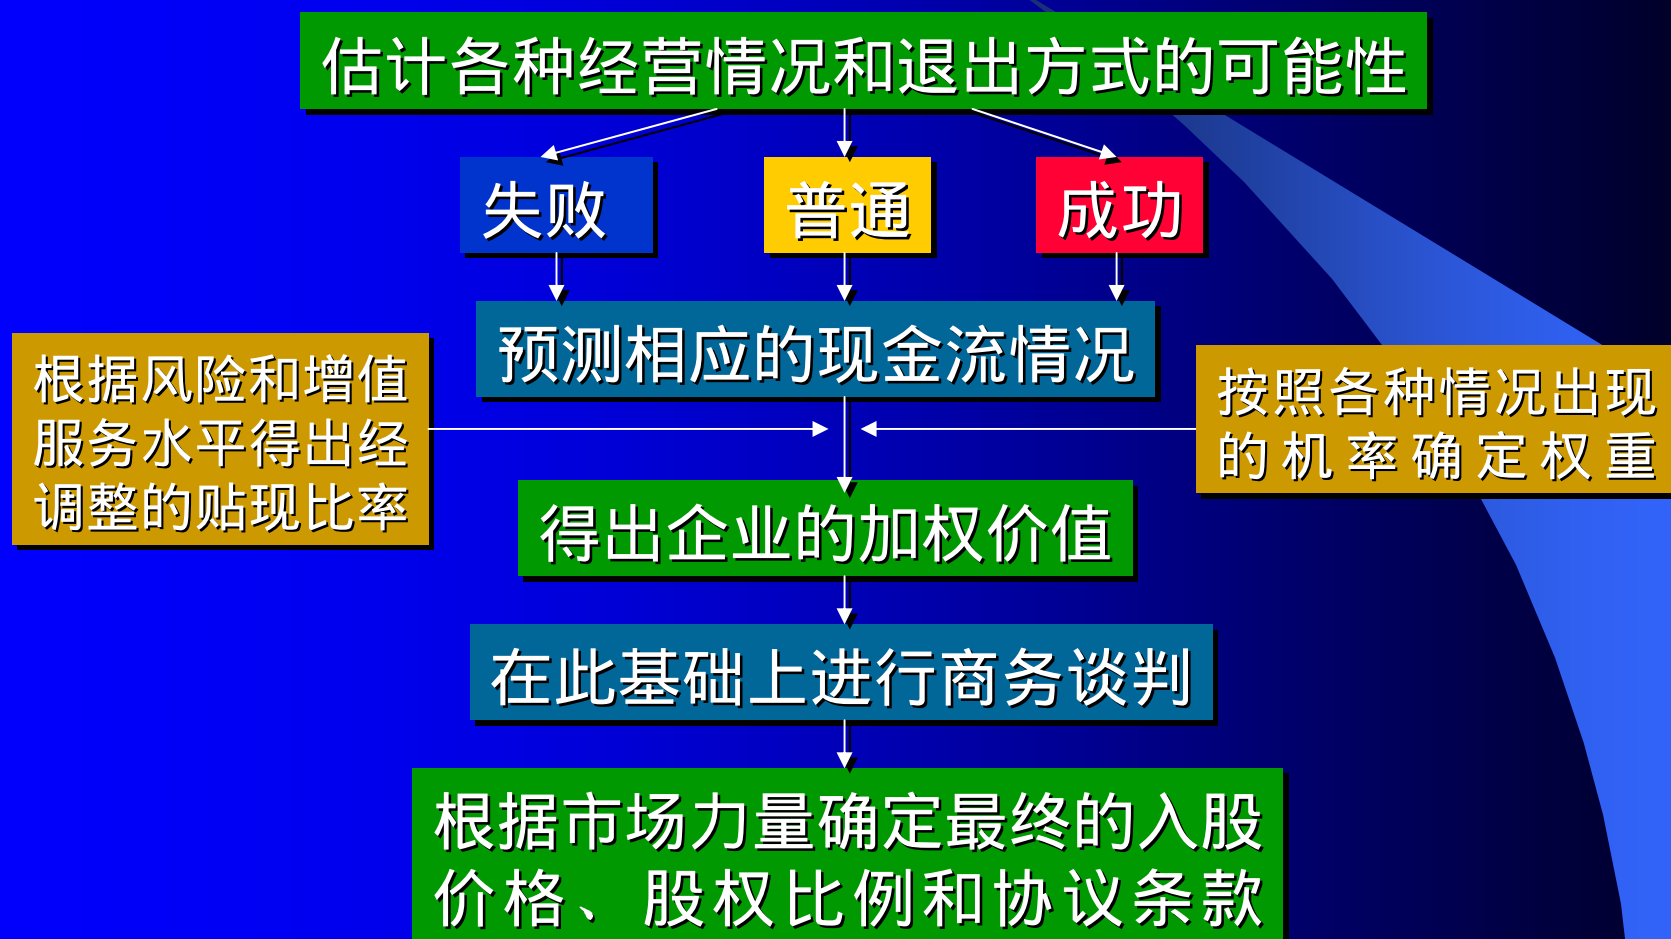 估计各种经营情况和退出方式的可能性
失败
普通
成功
预测相应的现金流情况
根据风险和增值
服务水平得出经
调整的贴现比率
按照各种情况出现
的机率确定权重
得出企业的加权价值
在此基础上进行商务谈判
根据市场力量确定最终的入股
价格、股权比例和协议条款